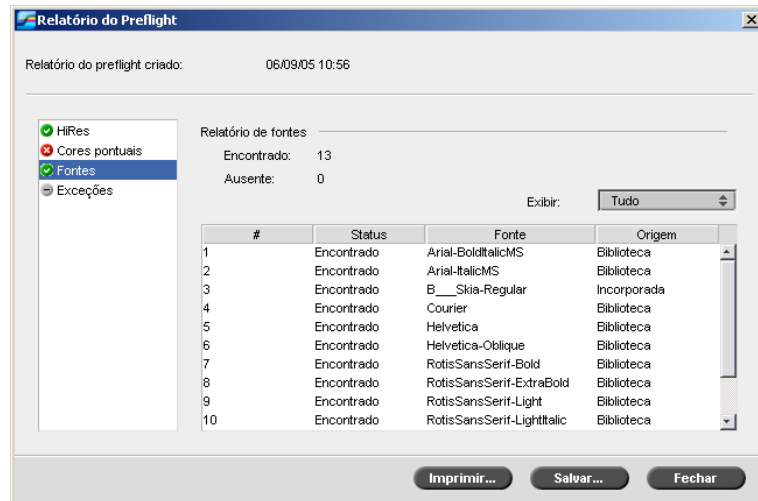 Relatório do Preflight
Relatório do preflight criado: 06/09/05 10:56
HiRes
Cores pontuais
Fontes
Exceções
Relatório de fontes
Encontrado: 13
Ausente: 0
Exibir: Tudo
# Status Fonte Origem
1 Encontrado Arial-BoldItalicMS Biblioteca
2 Encontrado Arial-ItalicMS Biblioteca
3 Encontrado B___Skia-Regular Incorporada
4 Encontrado Courier Biblioteca
5 Encontrado Helvetica Biblioteca
6 Encontrado Helvetica-Oblique Biblioteca
7 Encontrado RotisSansSerif-Bold Biblioteca
8 Encontrado RotisSansSerif-ExtraBold Biblioteca
9 Encontrado RotisSansSerif-Light Biblioteca
10 Encontrado RotisSansSerif-LightItalic Biblioteca
Imprimir... Salvar... Fechar